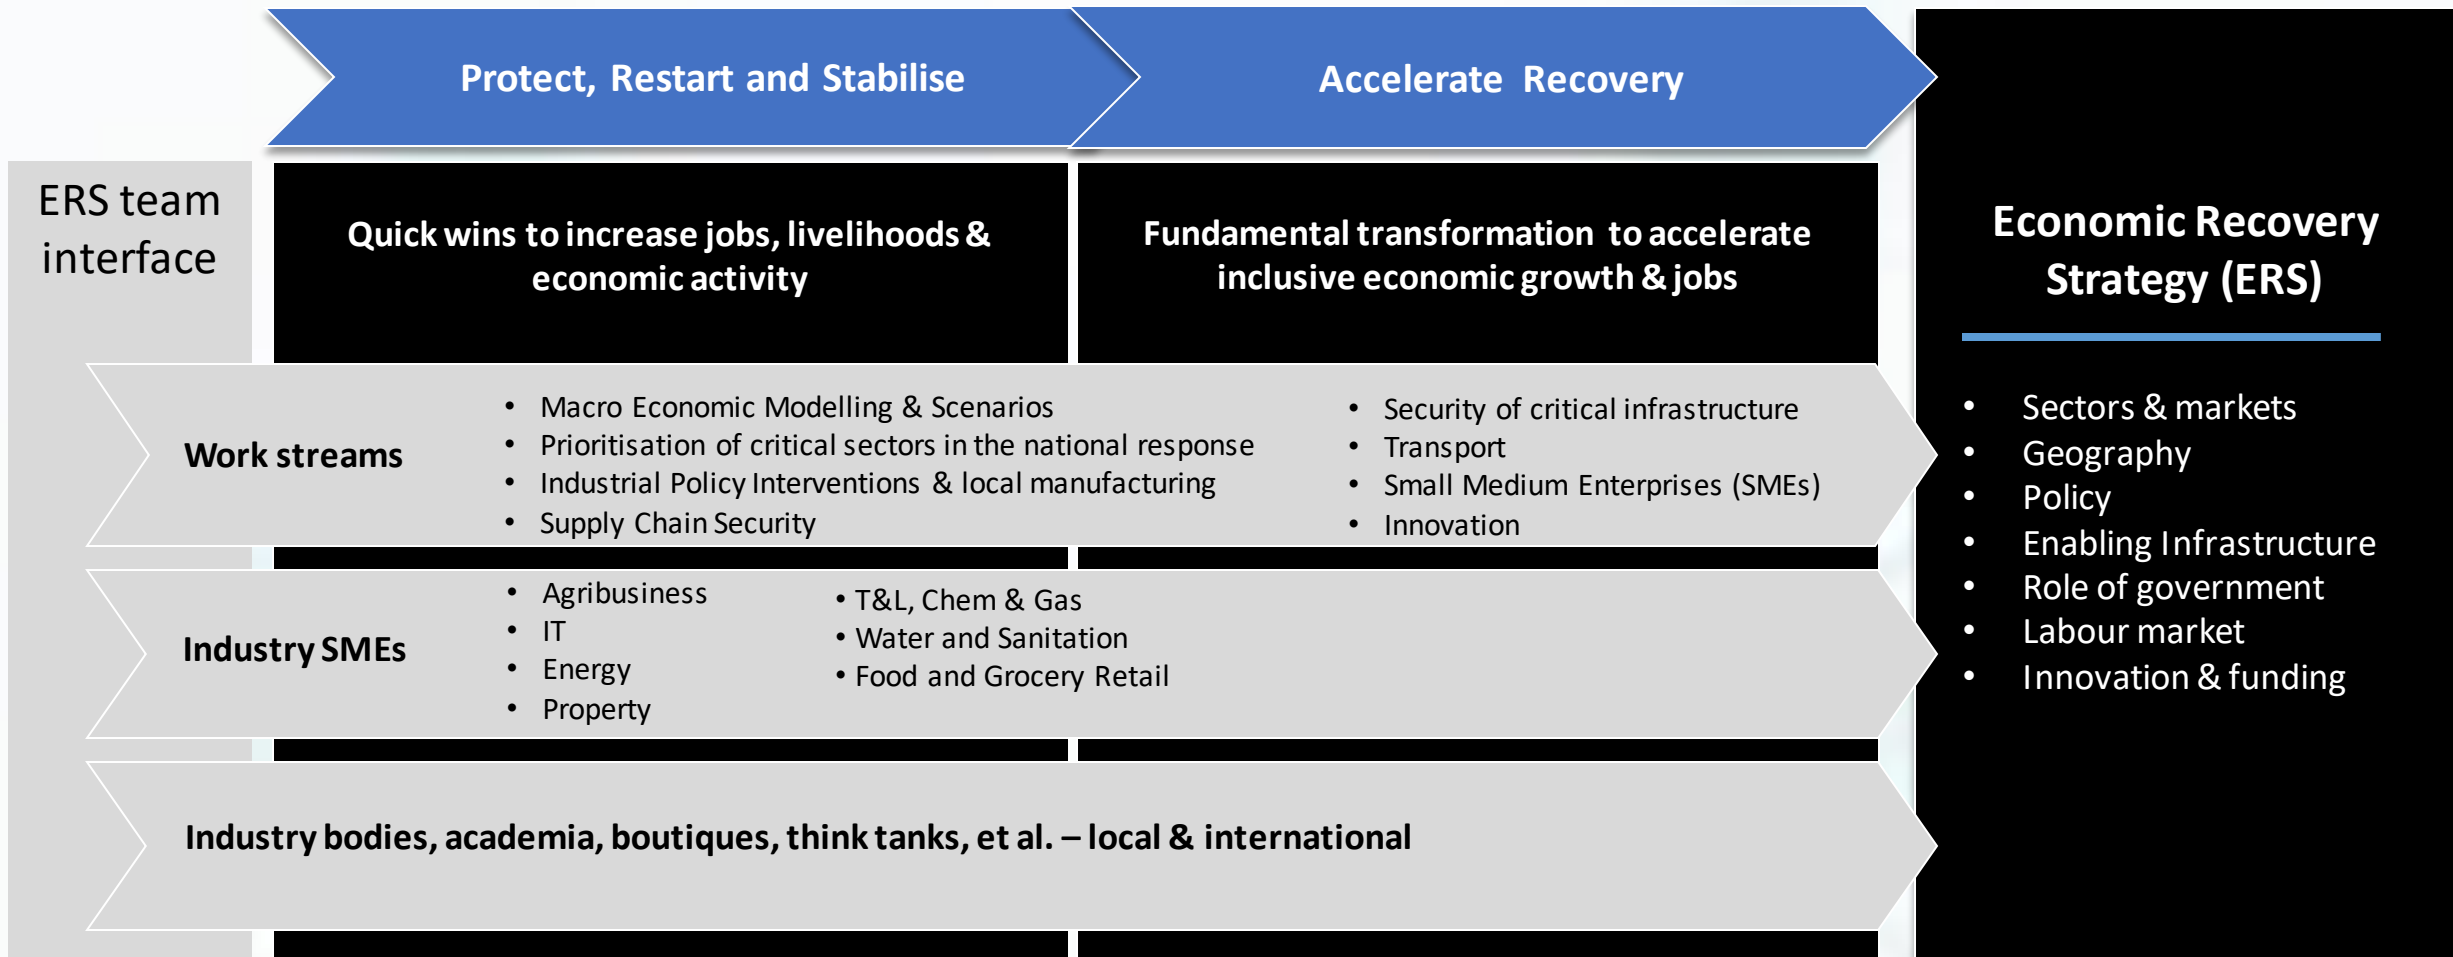 Protect, Restart and Stabilise
Accelerate Recovery
ERS team
interface
Quick wins to increase jobs, livelihoods &
economic activity
Fundamental transformation to accelerate
inclusive economic growth & jobs
Work streams
• Macro Economic Modelling & Scenarios
• Prioritisation of critical sectors in the national response
• Industrial Policy Interventions & local manufacturing
• Supply Chain Security
• Security of critical infrastructure
• Transport
• Small Medium Enterprises (SMEs)
• Innovation
Industry SMEs
• Agribusiness
• IT
• Energy
• Property
• T&L, Chem & Gas
• Water and Sanitation
• Food and Grocery Retail
Industry bodies, academia, boutiques, think tanks, et al. – local & international
Economic Recovery
Strategy (ERS)
• Sectors & markets
• Geography
• Policy
• Enabling Infrastructure
• Role of government
• Labour market
• Innovation & funding